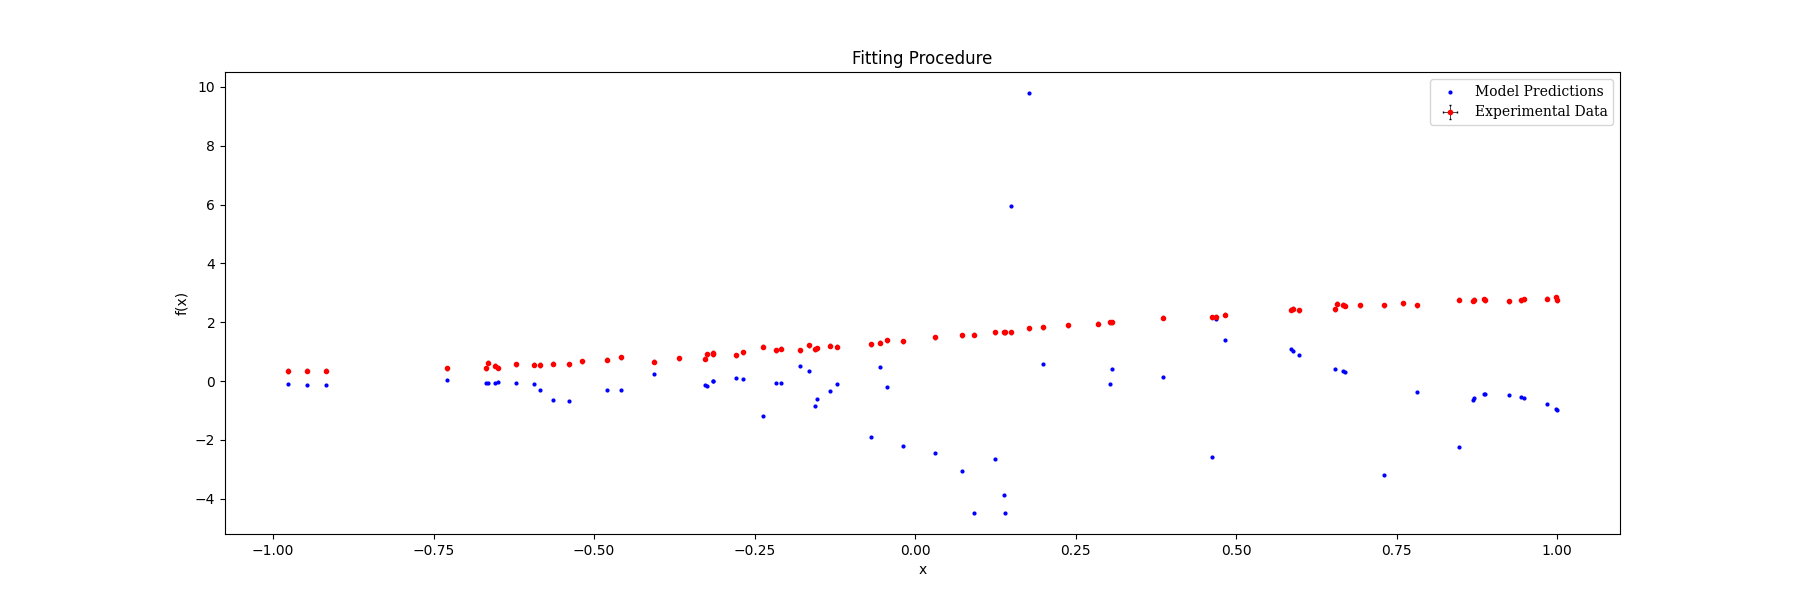 Fitting Procedure
10
8
6
4
2
0
−2
−4
f(x)
Model Predictions
Experimental Data
−1.00 −0.75 −0.50 −0.25 0.00 0.25 0.50 0.75 1.00
x